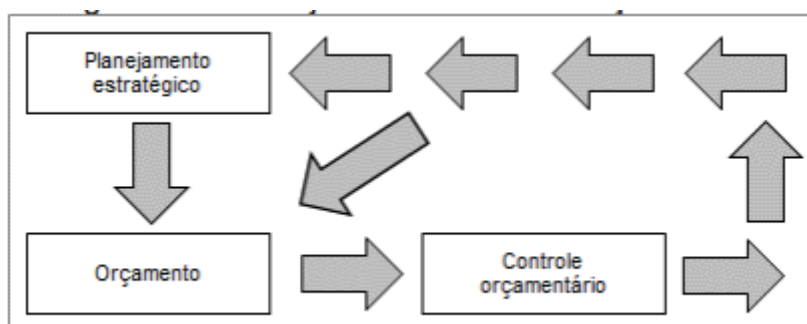 Planejamento
estratégico
Orçamento
Controle
orçamentário